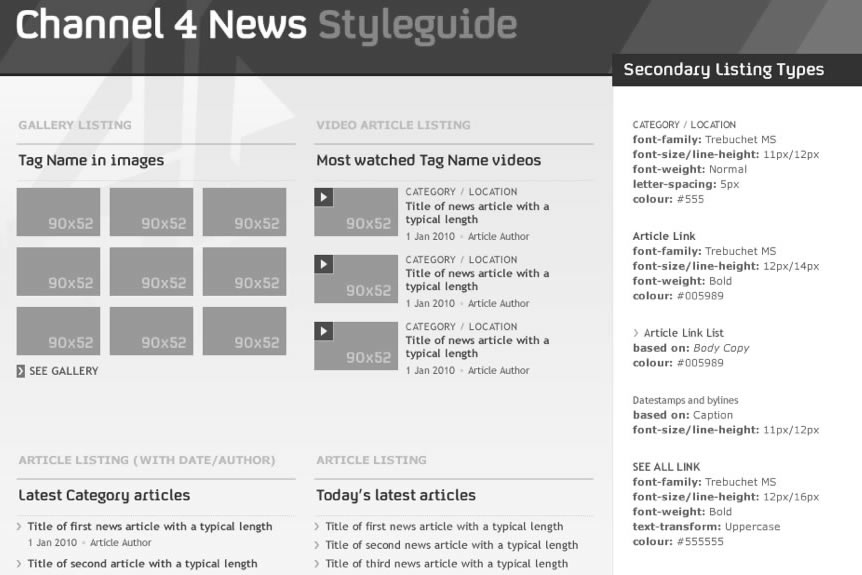 Channel 4 News Styleguide
Secondary Listing Types
GALLERY LISTING
Tag Name in images
90x52
90x52
90x52
90x52
90x52
90x52
90x52
90x52
90x52
SEE GALLERY
VIDEO ARTICLE LISTING
Most watched Tag Name videos
90x52
CATEGORY / LOCATION
Title of news article with a
typical length
1 Jan 2010 • Article Author
90x52
CATEGORY / LOCATION
Title of news article with a
typical length
1 Jan 2010 • Article Author
90x52
CATEGORY / LOCATION
Title of news article with a
typical length
1 Jan 2010 • Article Author
ARTICLE LISTING (WITH DATE/AUTHOR)
Latest Category articles
Title of first news article with a typical length
1 Jan 2010 • Article Author
Title of second article with a typical length
ARTICLE LISTING
Today's latest articles
Title of first news article with a typical length
Title of second news article with a typical length
Title of third news article with a typical length
CATEGORY / LOCATION
font-family: Trebuchet MS
font-size/line-height: 11px/12px
font-weight: Normal
letter-spacing: 5px
colour: #555
Article Link
font-family: Trebuchet MS
font-size/line-height: 12px/14px
font-weight: Bold
colour: #005989
Article Link List
based on: Body Copy
colour: #005989
Datestamps and bylines
based on: Caption
font-size/line-height: 11px/12px
SEE ALL LINK
font-family: Trebuchet MS
font-size/line-height: 12px/16px
font-weight: Bold
text-transform: Uppercase
colour: #555555